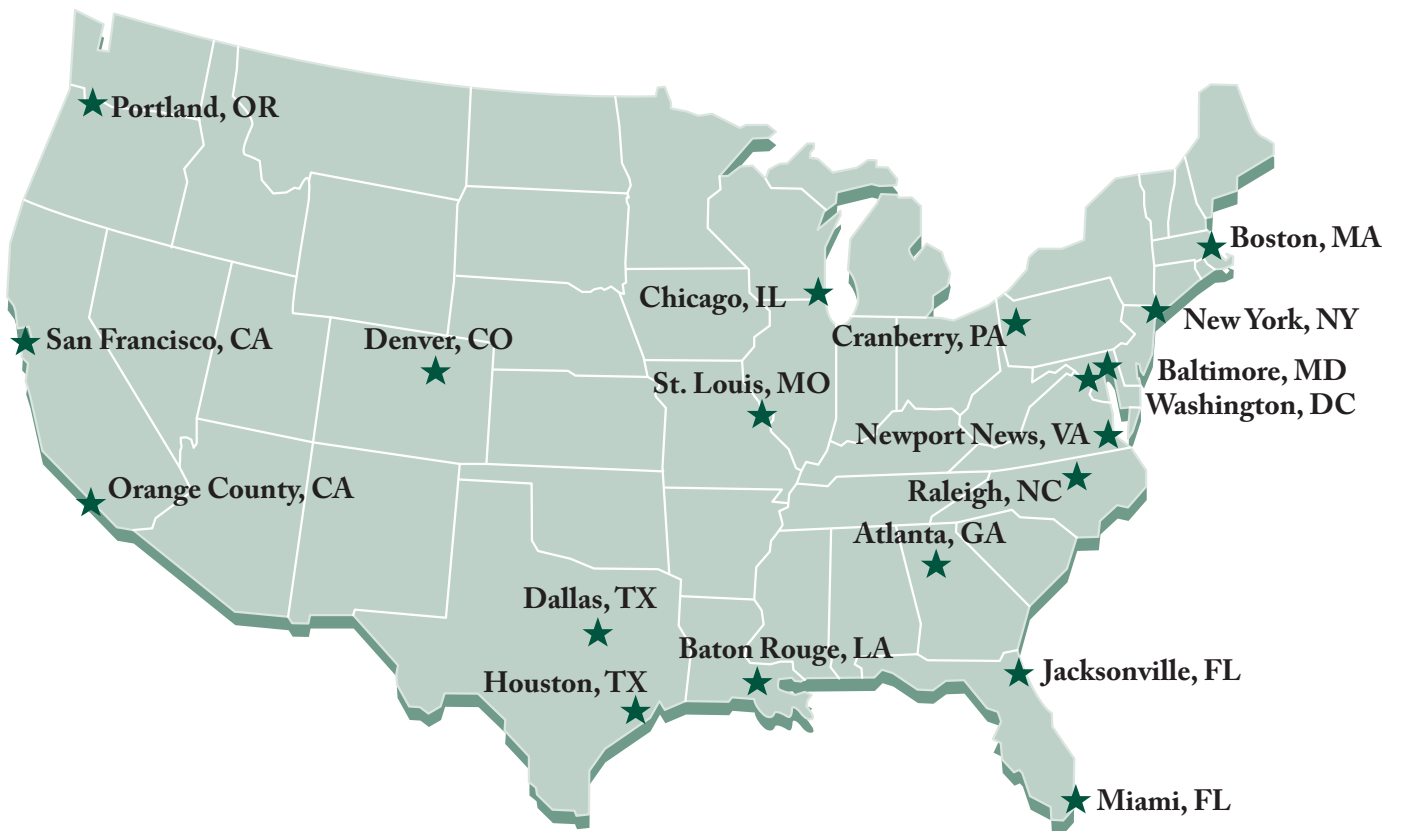 Portland, OR
Boston, MA
Chicago, IL
New York, NY
Cranberry, PA
San Francisco, CA
Denver, CO
Baltimore, MD
St. Louis, MO
Washington, DC
Newport News, VA
Orange County, CA
Raleigh, NC
Atlanta, GA
Dallas, TX
Baton Rouge, LA
Jacksonville, FL
Houston, TX
Miami, FL